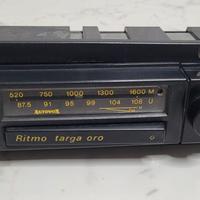 520 750 1000 1300 1600 M
87.5 91 95 99 104 108 U
AUTOVOX
Ritmo targa oro